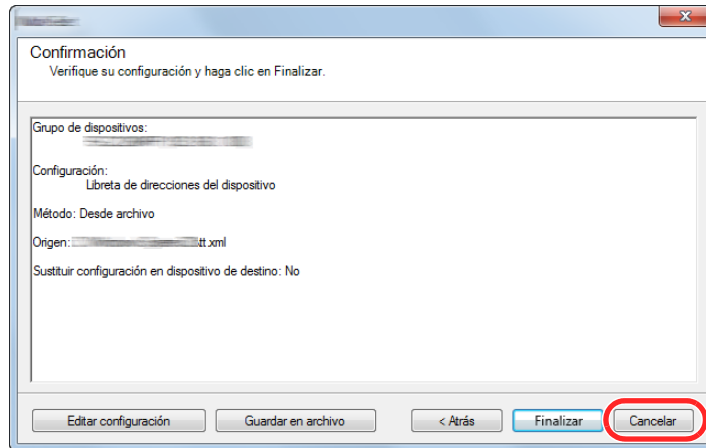 Confirmación
Verifique su configuración y haga clic en Finalizar.
Grupo de dispositivos:
Configuración:
Libreta de direcciones del dispositivo
Método: Desde archivo
Origen: tt.xml
Sustituir configuración en dispositivo de destino: No
Editar configuración
Guardar en archivo
< Atrás
Finalizar
Cancelar